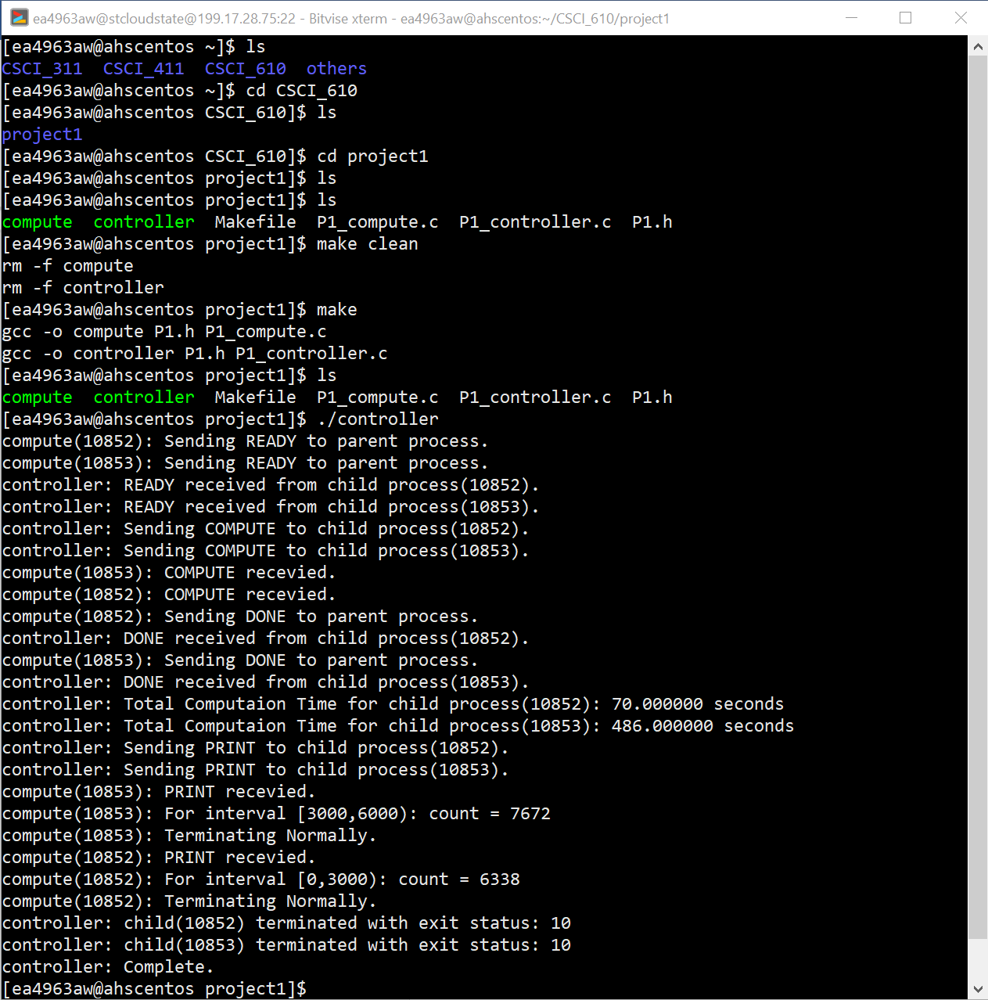 ea4963aw@stcloudstate@199.17.28.75:22 - Bitvise xterm - ea4963aw@ahscentos:~/CSCI_610/project1
[ea4963aw@ahscentos ~]$ ls
CSCI_311  CSCI_411  CSCI_610  others
[ea4963aw@ahscentos ~]$ cd CSCI_610
[ea4963aw@ahscentos CSCI_610]$ ls
project1
[ea4963aw@ahscentos CSCI_610]$ cd project1
[ea4963aw@ahscentos project1]$ ls
[ea4963aw@ahscentos project1]$ ls
compute  controller  Makefile  P1_compute.c  P1_controller.c  P1.h
[ea4963aw@ahscentos project1]$ make clean
rm -f compute
rm -f controller
[ea4963aw@ahscentos project1]$ make
gcc -o compute P1.h P1_compute.c
gcc -o controller P1.h P1_controller.c
[ea4963aw@ahscentos project1]$ ls
compute  controller  Makefile  P1_compute.c  P1_controller.c  P1.h
[ea4963aw@ahscentos project1]$ ./controller
compute(10852): Sending READY to parent process.
compute(10853): Sending READY to parent process.
controller: READY received from child process(10852).
controller: READY received from child process(10853).
controller: Sending COMPUTE to child process(10852).
controller: Sending COMPUTE to child process(10853).
compute(10853): COMPUTE recevied.
compute(10852): COMPUTE recevied.
compute(10852): Sending DONE to parent process.
controller: DONE received from child process(10852).
compute(10853): Sending DONE to parent process.
controller: DONE received from child process(10853).
controller: Total Computaion Time for child process(10852): 70.000000 seconds
controller: Total Computaion Time for child process(10853): 486.000000 seconds
controller: Sending PRINT to child process(10852).
controller: Sending PRINT to child process(10853).
compute(10853): PRINT recevied.
compute(10853): For interval [3000,6000): count = 7672
compute(10853): Terminating Normally.
compute(10852): PRINT recevied.
compute(10852): For interval [0,3000): count = 6338
compute(10852): Terminating Normally.
controller: child(10852) terminated with exit status: 10
controller: child(10853) terminated with exit status: 10
controller: Complete.
[ea4963aw@ahscentos project1]$